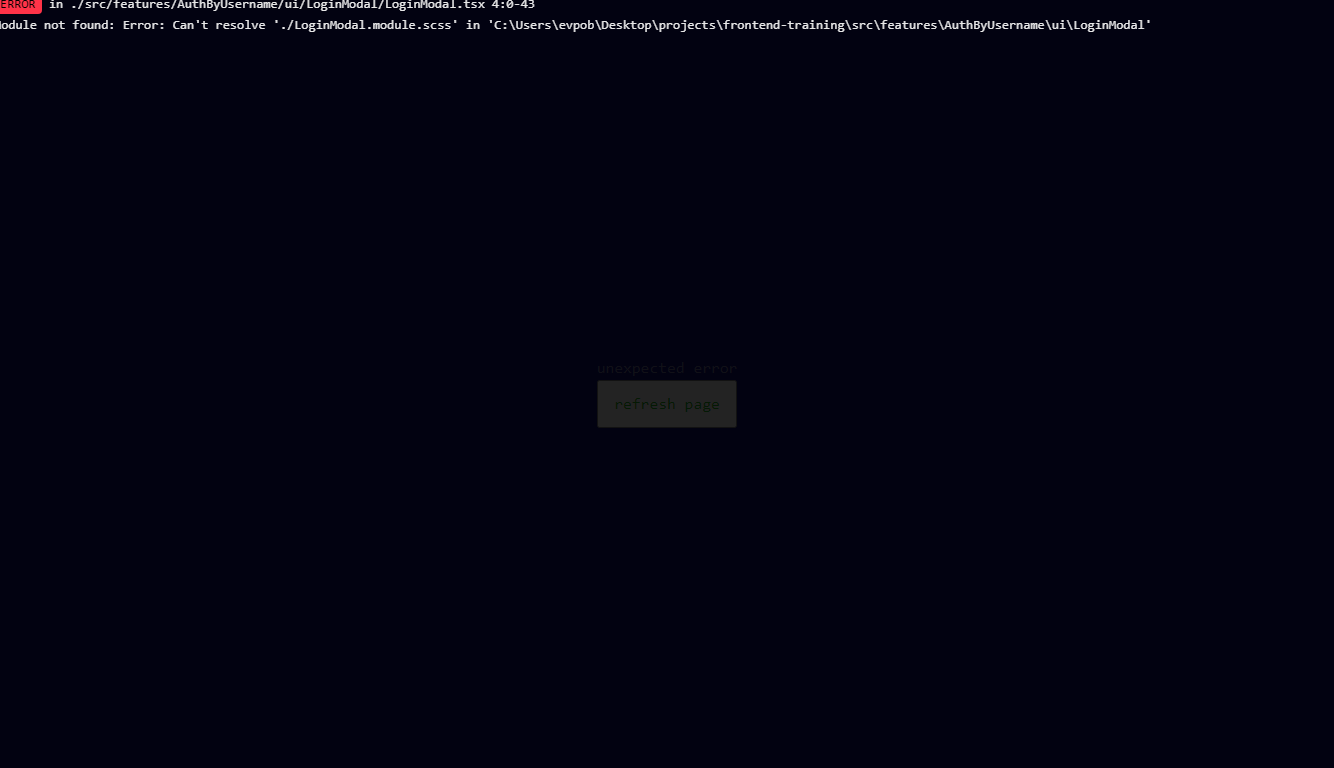 ERROR in ./src/features/AuthByUsername/ui/LoginModal/LoginModal.tsx 4:0-43
Module not found: Error: Can't resolve './LoginModal.module.scss' in 'C:\Users\evpob\Desktop\projects\frontend-training\src\features\AuthByUsername\ui\LoginModal'
unexpected error
refresh page